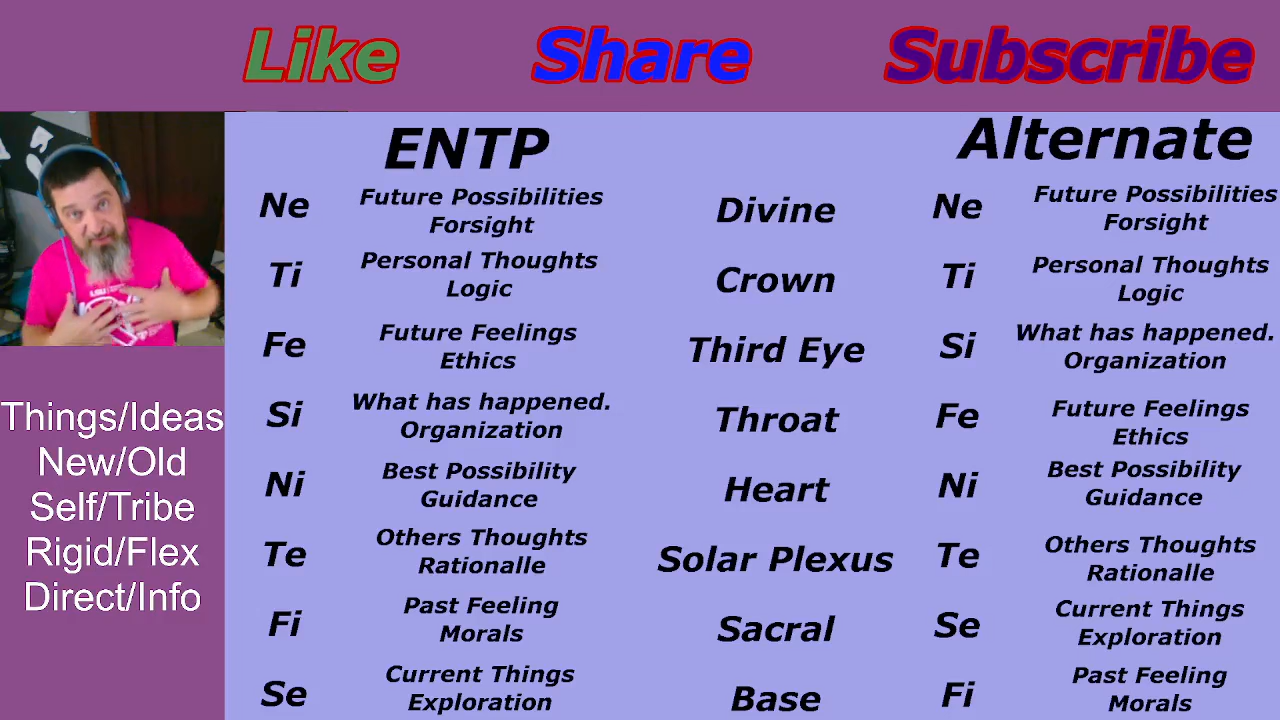 Like Share Subscribe
ENTP Alternate
Ne Future Possibilities Divine Ne Future Possibilities
Forsight Forsight
Ti Personal Thoughts Crown Ti Personal Thoughts
Logic Logic
Fe Future Feelings Third Eye Si What has happened.
Ethics Organization
Si What has happened. Throat Fe Future Feelings
Organization Ethics
Ni Best Possibility Heart Ni Best Possibility
Guidance Guidance
Te Others Thoughts Solar Plexus Te Others Thoughts
Rationalle Rationalle
Fi Past Feeling Sacral Se Current Things
Morals Exploration
Se Current Things Base Fi Past Feeling
Exploration Morals
Things/Ideas
New/Old
Self/Tribe
Rigid/Flex
Direct/Info